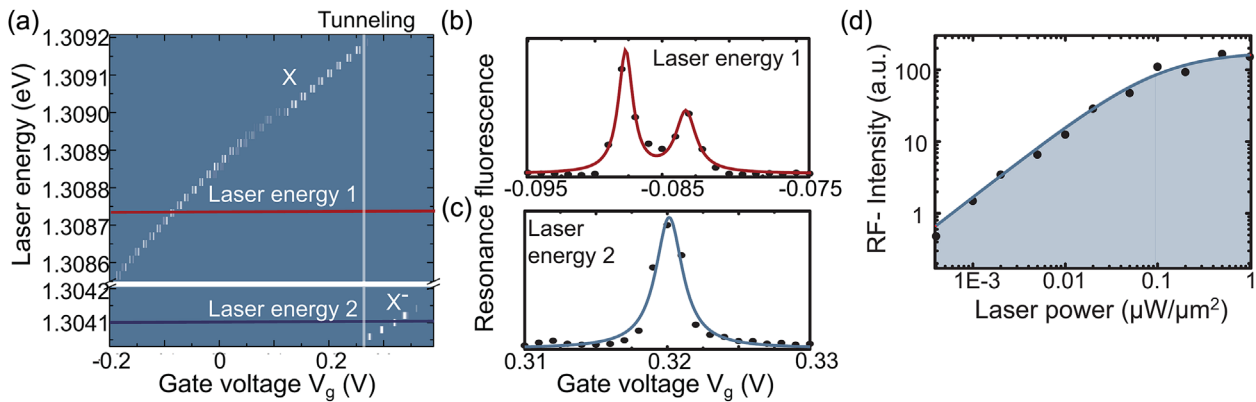 (a)
Tunneling
Laser energy (eV)
1.3092
1.3091
1.3090
1.3089
1.3088
1.3087
1.3086
1.3042
1.3041
X
Laser energy 1
Laser energy 2
X⁻
-0.2
0
0.2
Gate voltage Vg (V)
(b)
Resonance fluorescence
Laser energy 1
-0.095
-0.085
-0.075
(c)
Laser
energy 2
0.31
0.32
0.33
Gate voltage Vg (V)
(d)
RF- Intensity (a.u.)
100
10
1
1E-3
0.01
0.1
1
Laser power (µW/µm²)